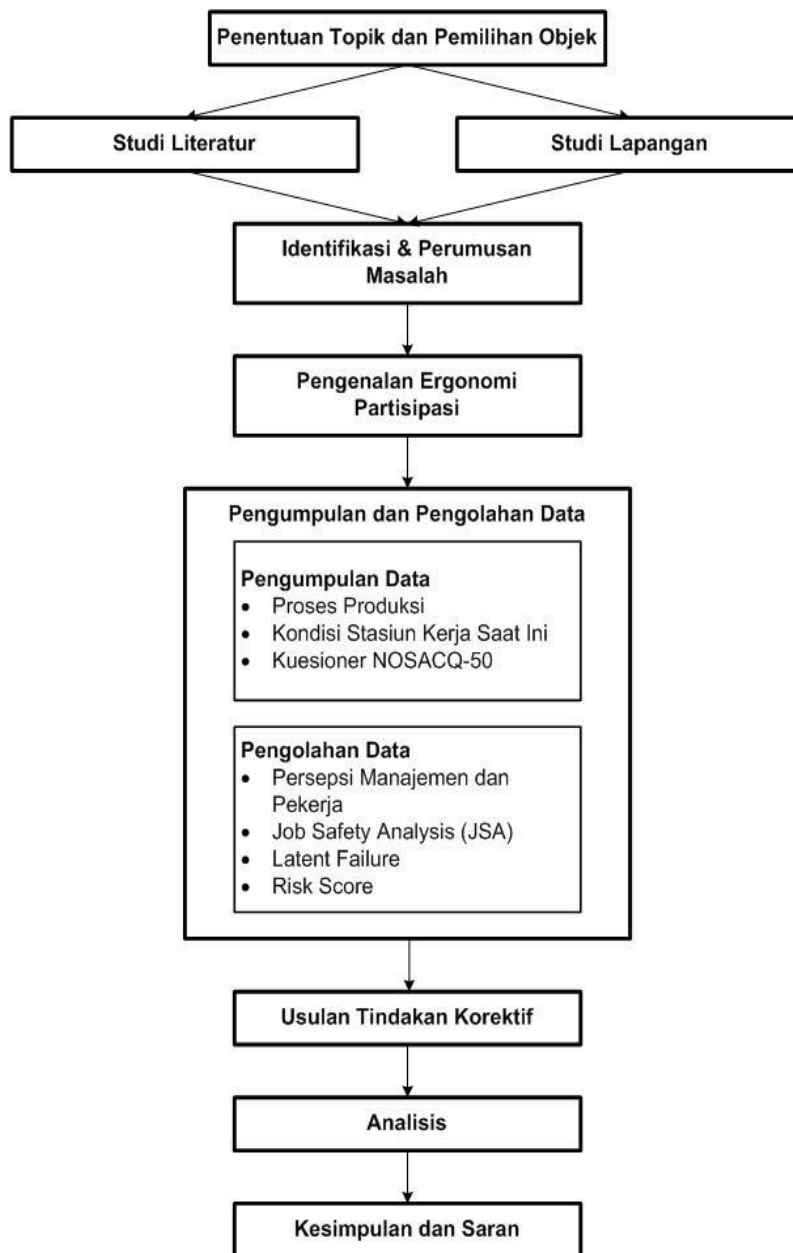 Penentuan Topik dan Pemilihan Objek
Studi Literatur
Studi Lapangan
Identifikasi & Perumusan
Masalah
Pengenalan Ergonomi
Partisipasi
Pengumpulan dan Pengolahan Data
Pengumpulan Data
• Proses Produksi
• Kondisi Stasiun Kerja Saat Ini
• Kuesioner NOSACQ-50
Pengolahan Data
• Persepsi Manajemen dan
Pekerja
• Job Safety Analysis (JSA)
• Latent Failure
• Risk Score
Usulan Tindakan Korektif
Analisis
Kesimpulan dan Saran